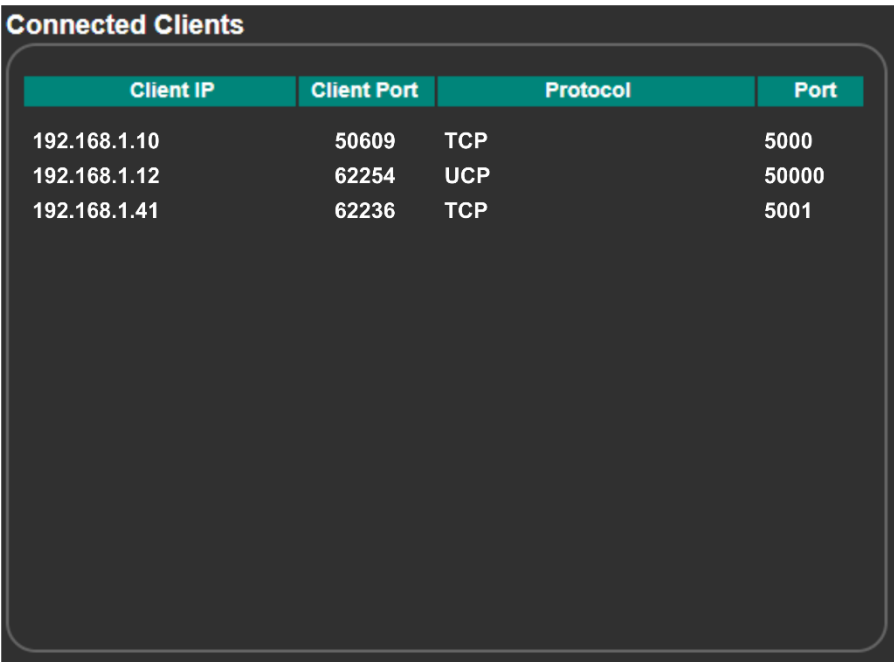 Connected Clients
Client IP Client Port Protocol Port
192.168.1.10 50609 TCP 5000
192.168.1.12 62254 UCP 50000
192.168.1.41 62236 TCP 5001